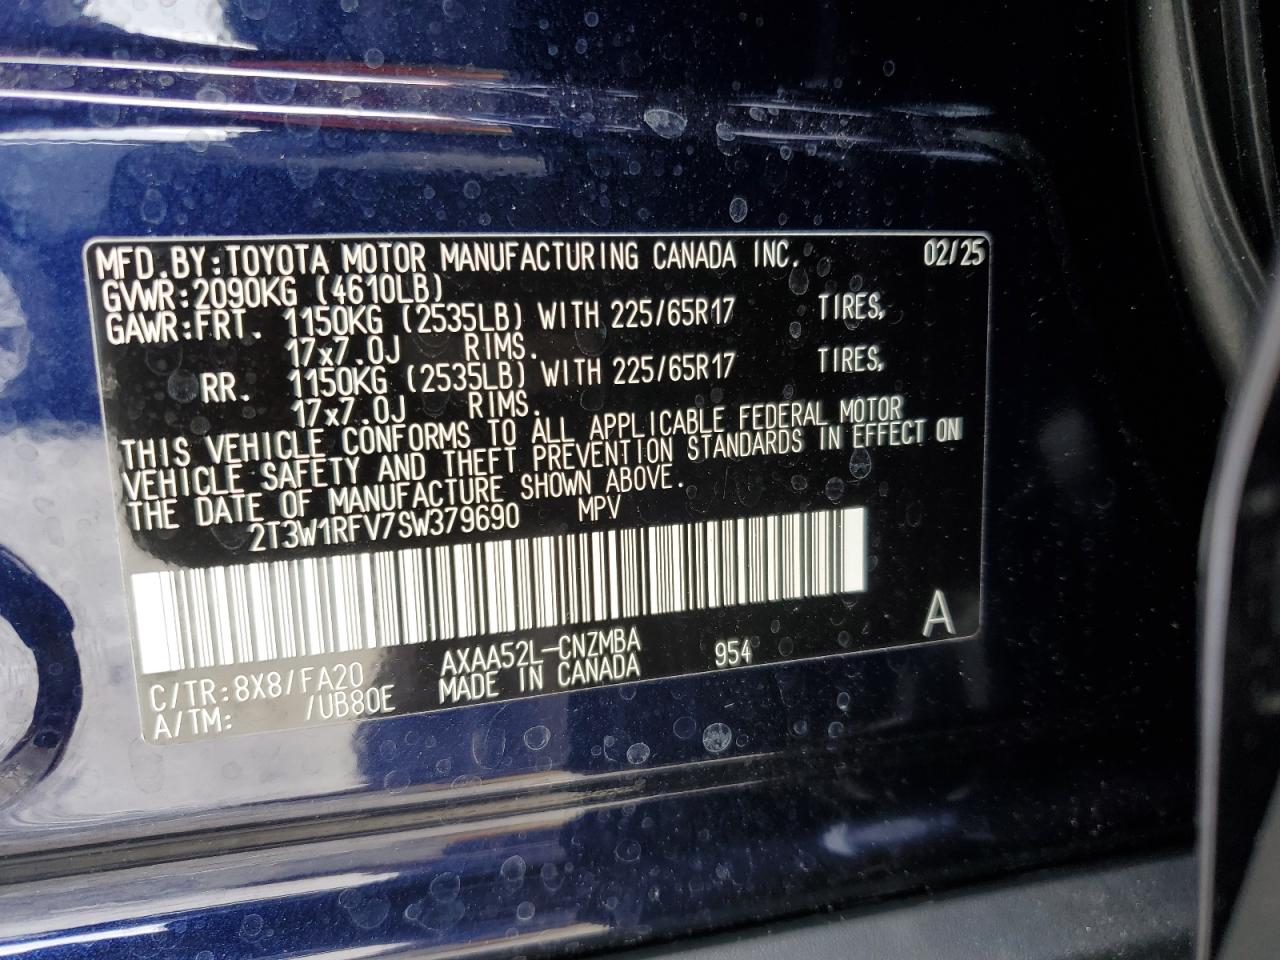 MFD.BY:TOYOTA MOTOR MANUFACTURING CANADA INC. 02/25
GVWR:2090KG (4610LB)
GAWR:FRT. 1150KG (2535LB) WITH 225/65R17 TIRES,
17x7.0J RIMS.
RR. 1150KG (2535LB) WITH 225/65R17 TIRES,
17x7.0J RIMS.
THIS VEHICLE CONFORMS TO ALL APPLICABLE FEDERAL MOTOR
VEHICLE SAFETY AND THEFT PREVENTION STANDARDS IN EFFECT ON
THE DATE OF MANUFACTURE SHOWN ABOVE.
2T3W1RFV7SW379690 MPV
A
C/TR:8X8/FA20 AXAA52L-CNZMBA 954
A/TM: /UB80E MADE IN CANADA